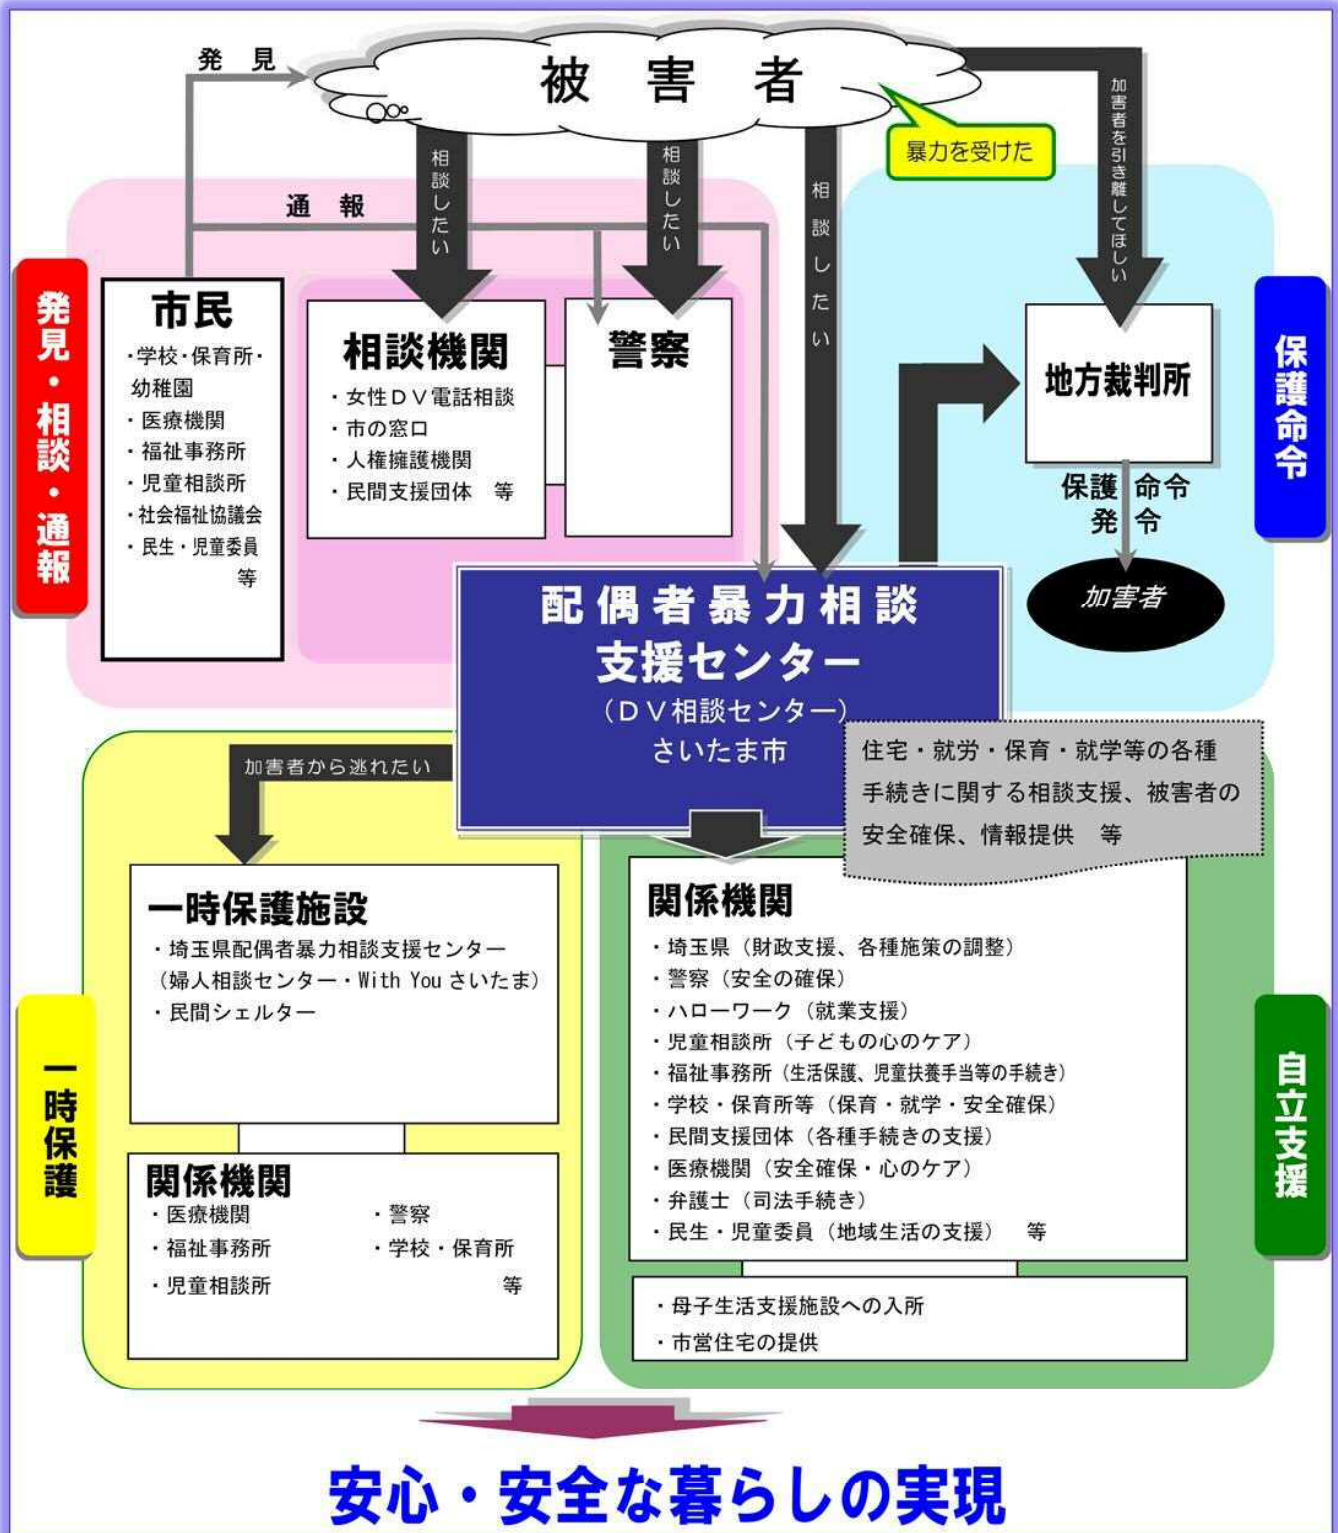 発　見
被　害　者
暴力を受けた
相談したい
相談したい
相談したい
加害者を引き離してほしい
通　報
発見・相談・通報
市民
・学校・保育所・
幼稚園
・医療機関
・福祉事務所
・児童相談所
・社会福祉協議会
・民生・児童委員
等
相談機関
・女性ＤＶ電話相談
・市の窓口
・人権擁護機関
・民間支援団体　等
警察
保護命令
地方裁判所
保護 命令
発 令
加害者
配偶者暴力相談
支援センター
（ＤＶ相談センター）
さいたま市
住宅・就労・保育・就学等の各種
手続きに関する相談支援、被害者の
安全確保、情報提供　等
加害者から逃れたい
一時保護
一時保護施設
・埼玉県配偶者暴力相談支援センター
（婦人相談センター・With You さいたま）
・民間シェルター
関係機関
・医療機関
・警察
・福祉事務所
・学校・保育所
・児童相談所
等
自立支援
関係機関
・埼玉県（財政支援、各種施策の調整）
・警察（安全の確保）
・ハローワーク（就業支援）
・児童相談所（子どもの心のケア）
・福祉事務所（生活保護、児童扶養手当等の手続き）
・学校・保育所等（保育・就学・安全確保）
・民間支援団体（各種手続きの支援）
・医療機関（安全確保・心のケア）
・弁護士（司法手続き）
・民生・児童委員（地域生活の支援）　等
・母子生活支援施設への入所
・市営住宅の提供
安心・安全な暮らしの実現